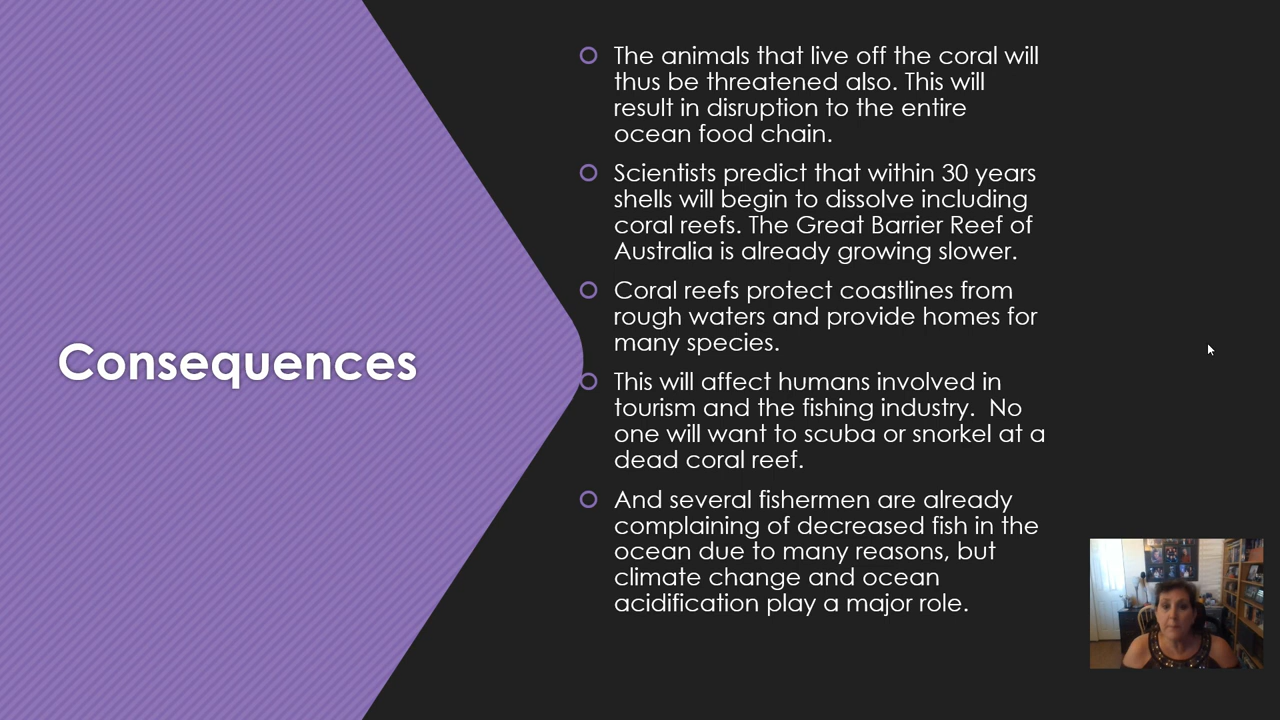 Consequences
The animals that live off the coral will
thus be threatened also. This will
result in disruption to the entire
ocean food chain.
Scientists predict that within 30 years
shells will begin to dissolve including
coral reefs. The Great Barrier Reef of
Australia is already growing slower.
Coral reefs protect coastlines from
rough waters and provide homes for
many species.
This will affect humans involved in
tourism and the fishing industry.  No
one will want to scuba or snorkel at a
dead coral reef.
And several fishermen are already
complaining of decreased fish in the
ocean due to many reasons, but
climate change and ocean
acidification play a major role.